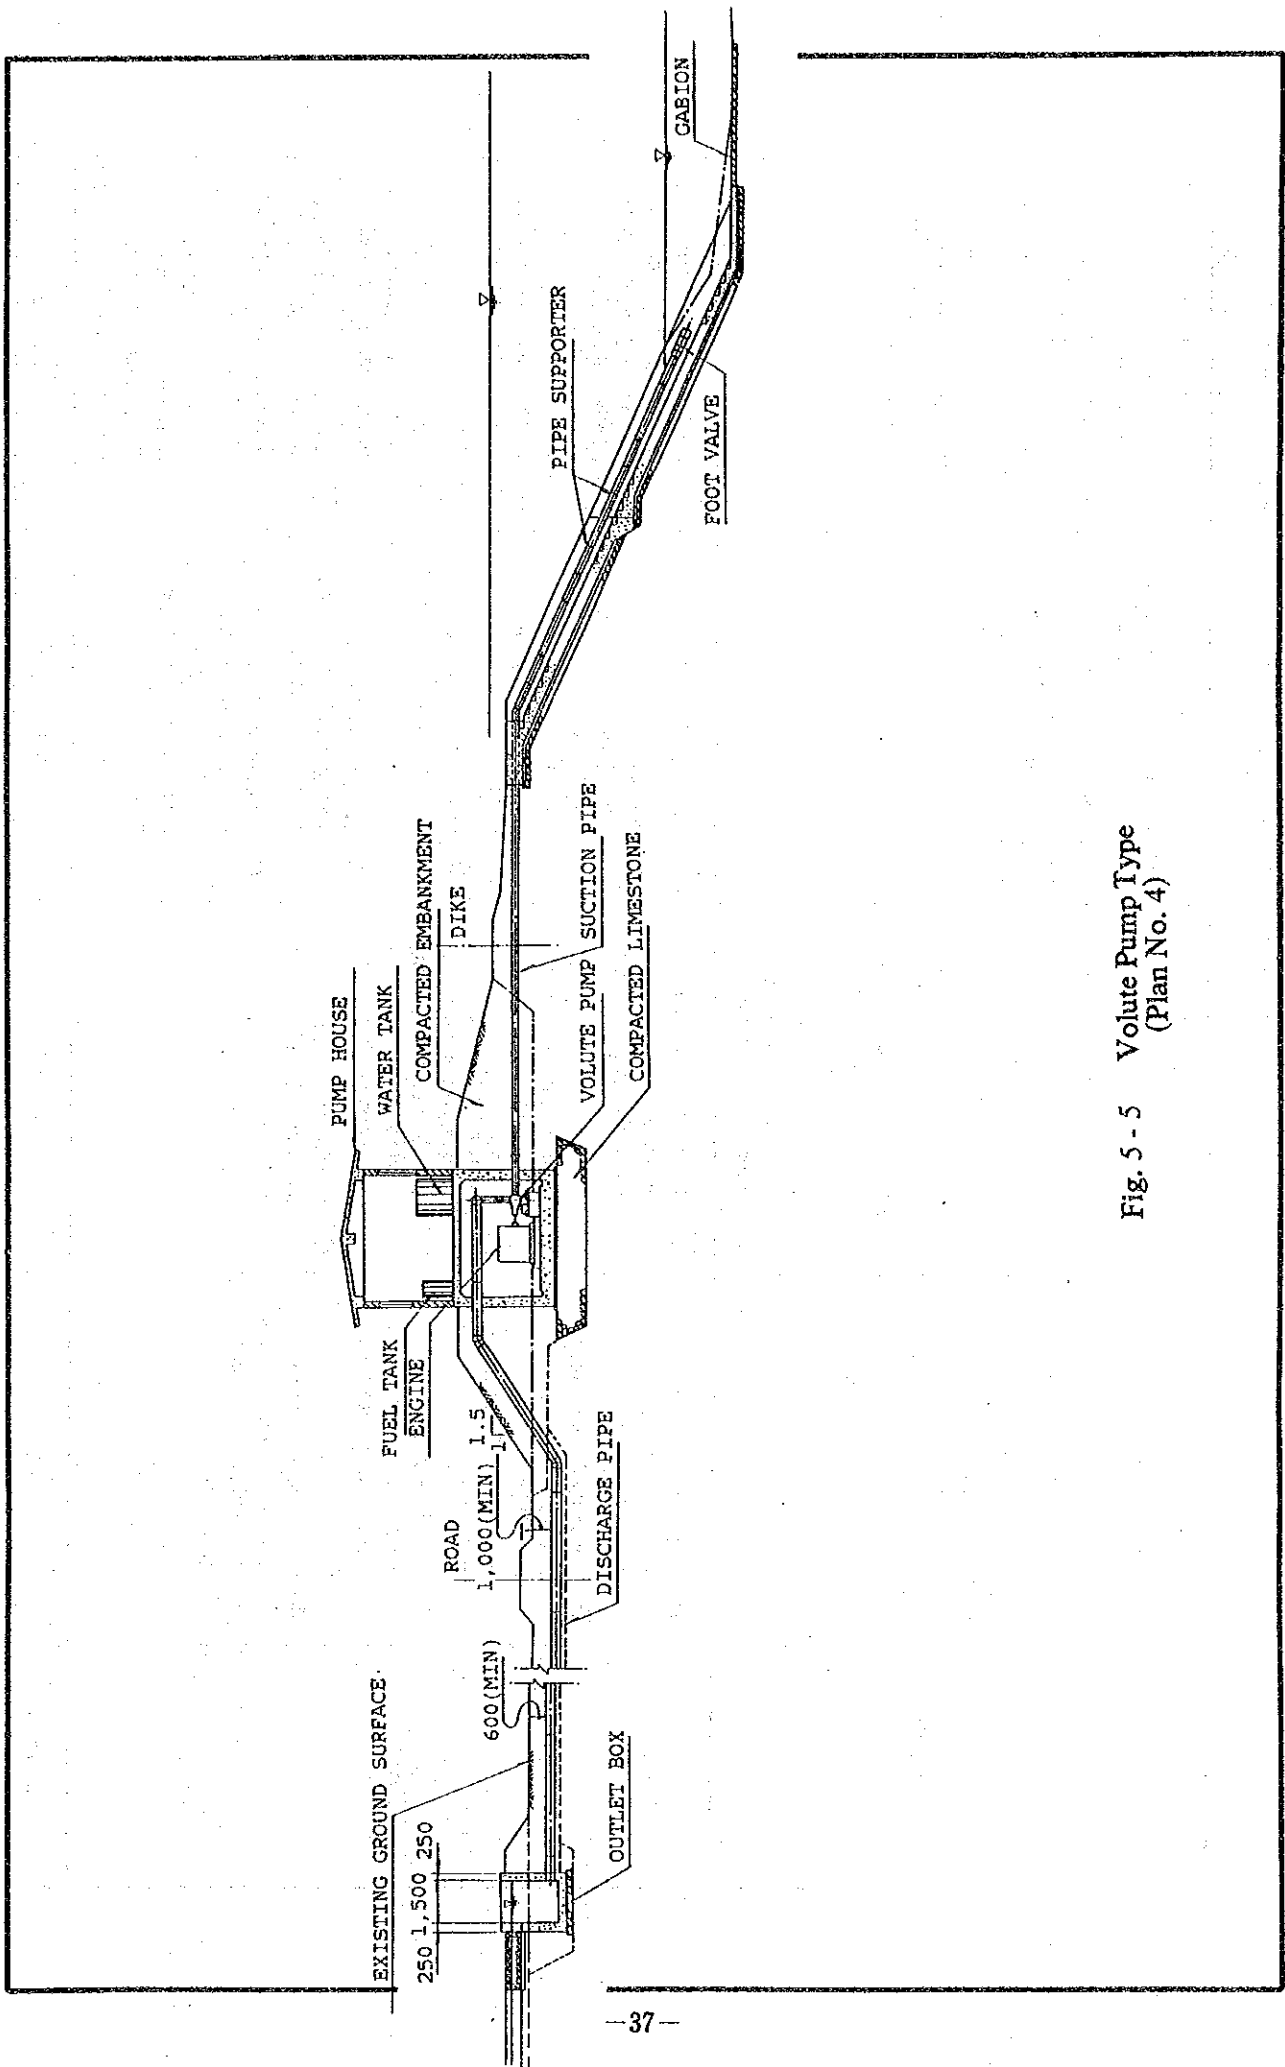 EXISTING GROUND SURFACE
250 1,500 250
600(MIN)
OUTLET BOX
ROAD
1,000(MIN)
1
1.5
DISCHARGE PIPE
FUEL TANK
ENGINE
PUMP HOUSE
WATER TANK
COMPACTED EMBANKMENT
DIKE
VOLUTE PUMP SUCTION PIPE
COMPACTED LIMESTONE
PIPE SUPPORTER
FOOT VALVE
GABION
Fig. 5 - 5 Volute Pump Type
(Plan No. 4)
—37—